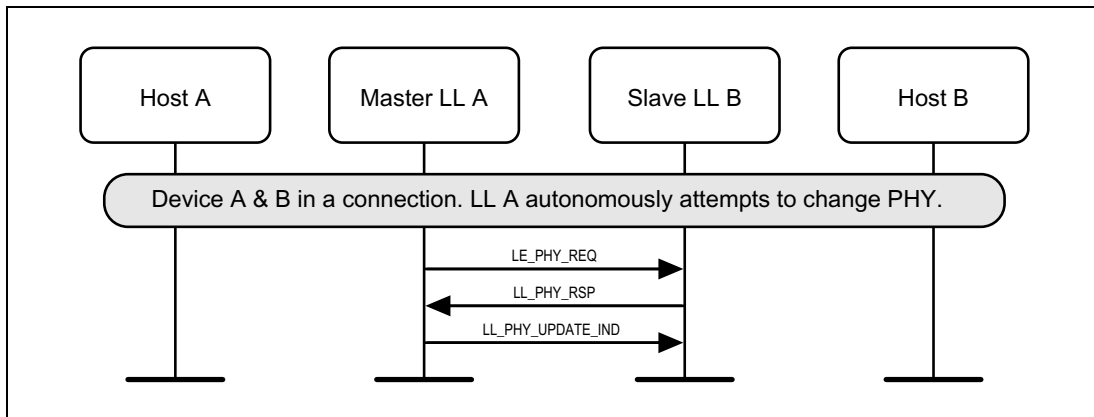 Host A
Master LL A
Slave LL B
Host B
Device A & B in a connection. LL A autonomously attempts to change PHY.
LE_PHY_REQ
LL_PHY_RSP
LL_PHY_UPDATE_IND